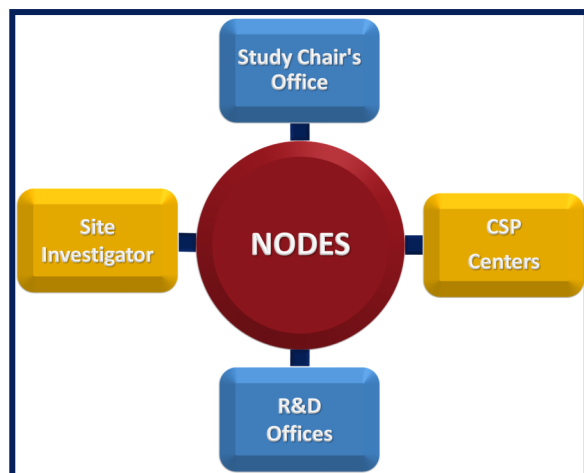 Study Chair's
Office
Site
Investigator
NODES
CSP
Centers
R&D
Offices